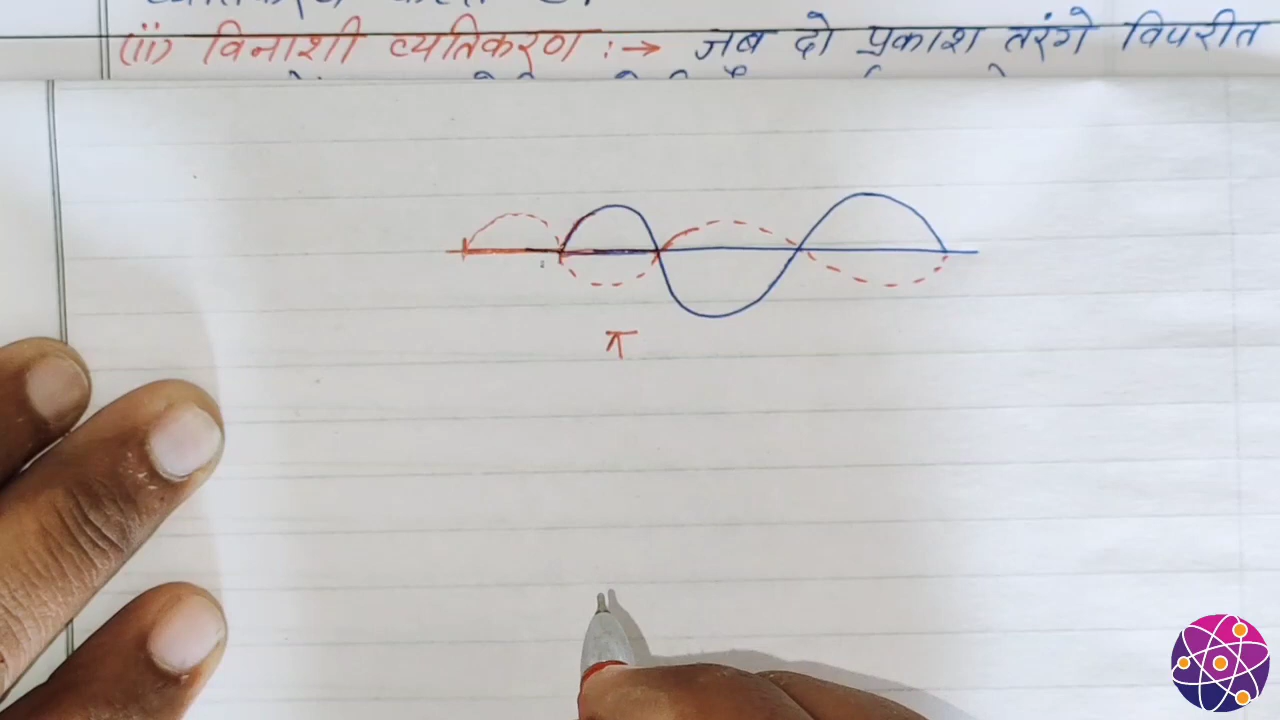 (ii) विनाशी व्यतिकरण :→ जब दो प्रकाश तरंगे विपरीत
π